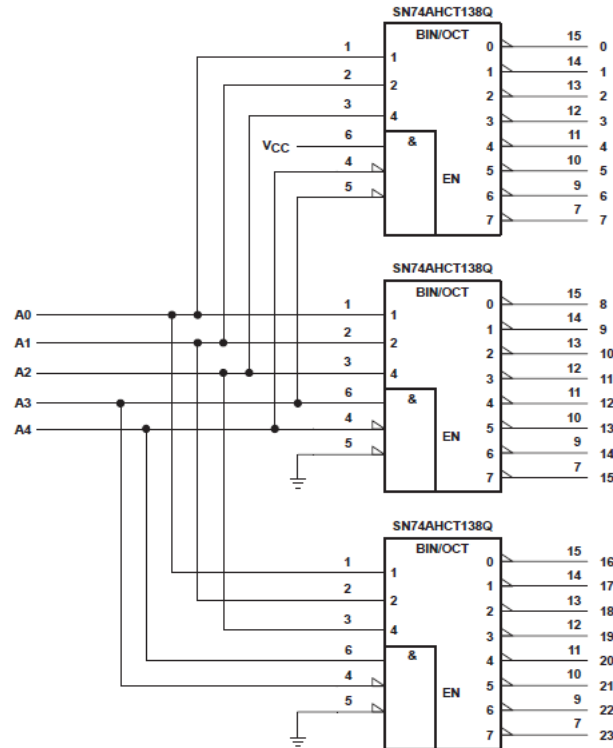 SN74AHCT138Q
BIN/OCT
1 1 0 15 0
2 2 1 14 1
3 4 2 13 2
VCC 6 & 3 12 3
4 4 11 4
5 EN 5 10 5
6 9 6
7 7 7
SN74AHCT138Q
BIN/OCT
A0 1 1 0 15 8
A1 2 2 1 14 9
A2 3 4 2 13 10
A3 6 & 3 12 11
A4 4 4 11 12
5 EN 5 10 13
6 9 14
7 7 15
SN74AHCT138Q
BIN/OCT
1 1 0 15 16
2 2 1 14 17
3 4 2 13 18
6 & 3 12 19
4 4 11 20
5 EN 5 10 21
6 9 22
7 7 23